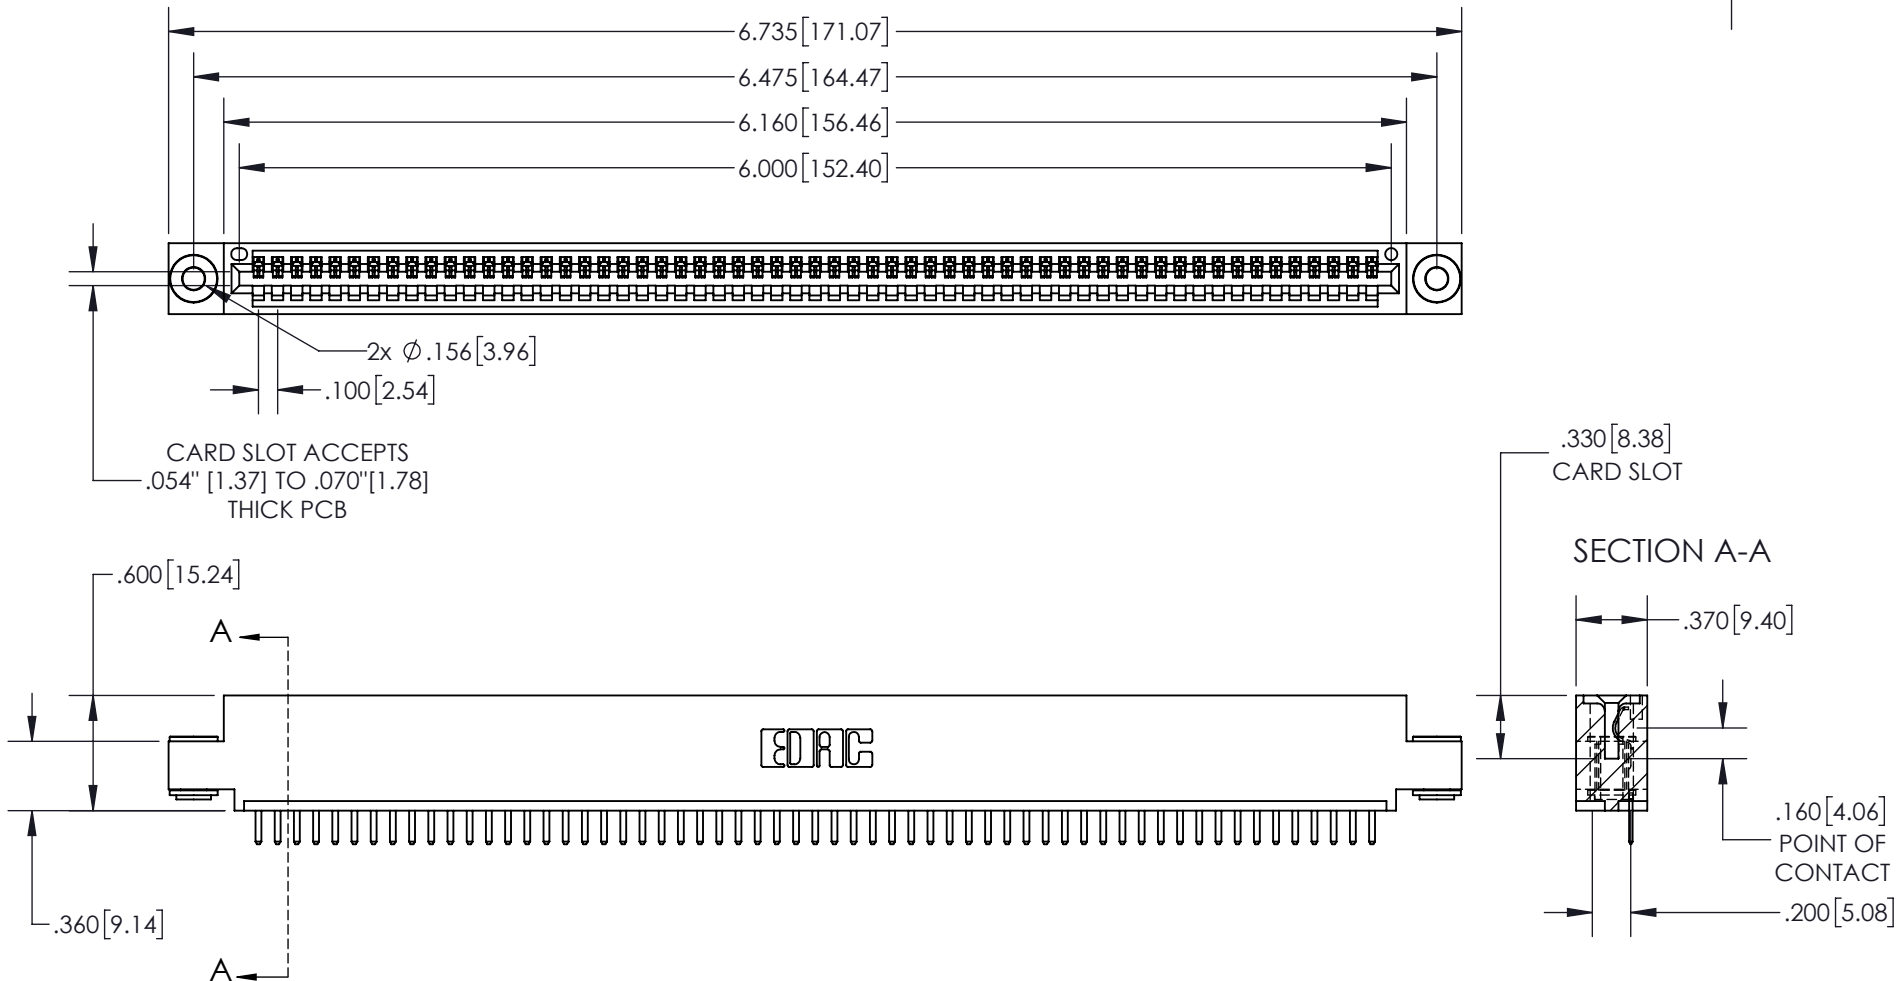 6.735[171.07]
6.475[164.47]
6.160[156.46]
6.000[152.40]
2x Ø.156[3.96]
.100[2.54]
CARD SLOT ACCEPTS
.054" [1.37] TO .070"[1.78]
THICK PCB
.330[8.38]
CARD SLOT
SECTION A-A
.600[15.24]
.370[9.40]
A
EDAC
.160[4.06]
POINT OF
CONTACT
.360[9.14]
.200[5.08]
A